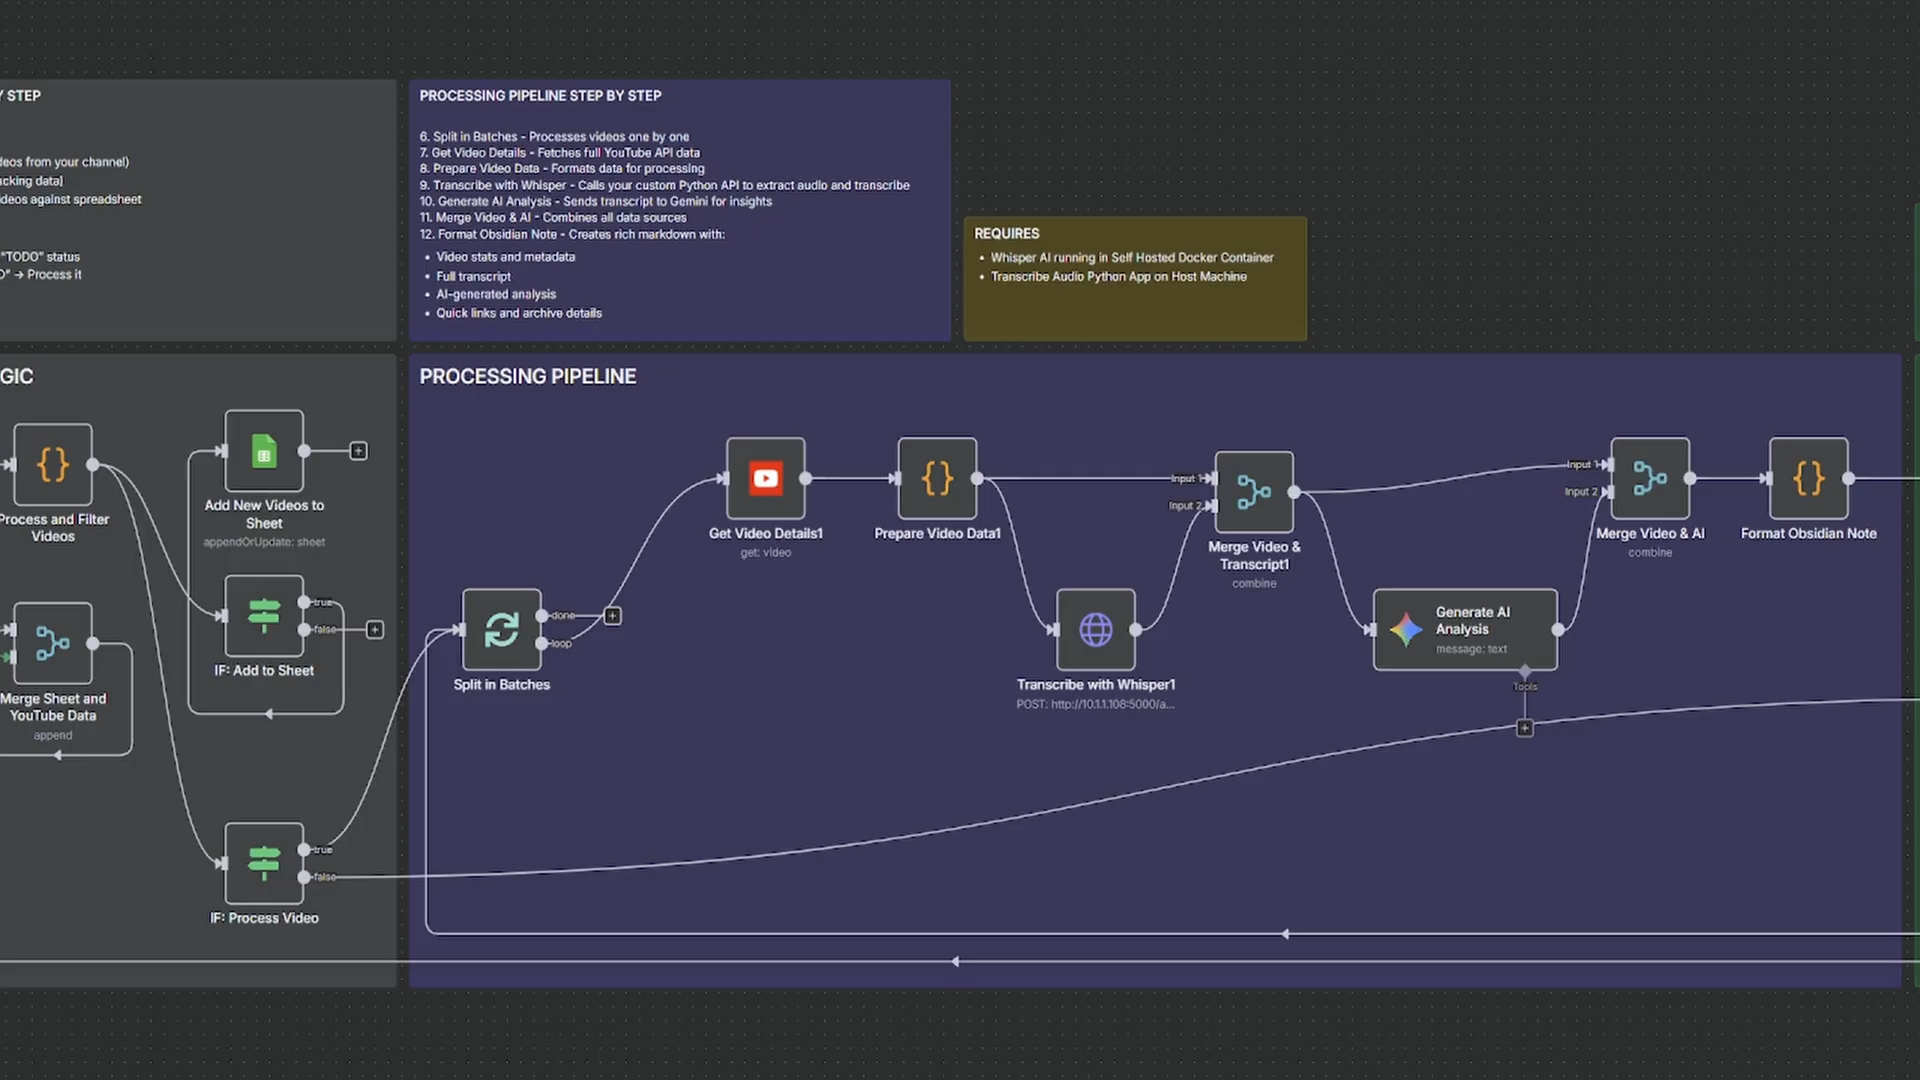 Y STEP
deos from your channel)
ucking data)
deos against spreadsheet
"TODO" status
O" → Process it
PROCESSING PIPELINE STEP BY STEP
6. Split in Batches - Processes videos one by one
7. Get Video Details - Fetches full YouTube API data
8. Prepare Video Data - Formats data for processing
9. Transcribe with Whisper - Calls your custom Python API to extract audio and transcribe
10. Generate AI Analysis - Sends transcript to Gemini for insights
11. Merge Video & AI - Combines all data sources
12. Format Obsidian Note - Creates rich markdown with:
• Video stats and metadata
• Full transcript
• AI-generated analysis
• Quick links and archive details
REQUIRES
• Whisper AI running in Self Hosted Docker Container
• Transcribe Audio Python App on Host Machine
GIC
Process and Filter
Videos
Add New Videos to
Sheet
appendOrUpdate: sheet
true
false
IF: Add to Sheet
Merge Sheet and
YouTube Data
append
true
false
IF: Process Video
PROCESSING PIPELINE
done
loop
Split in Batches
Get Video Details1
get: video
Prepare Video Data1
Transcribe with Whisper1
POST: http://10.1.1.108:5000/a...
Input 1
Input 2
Merge Video &
Transcript1
combine
Generate AI
Analysis
message: text
Tools
Input 1
Input 2
Merge Video & AI
combine
Format Obsidian Note